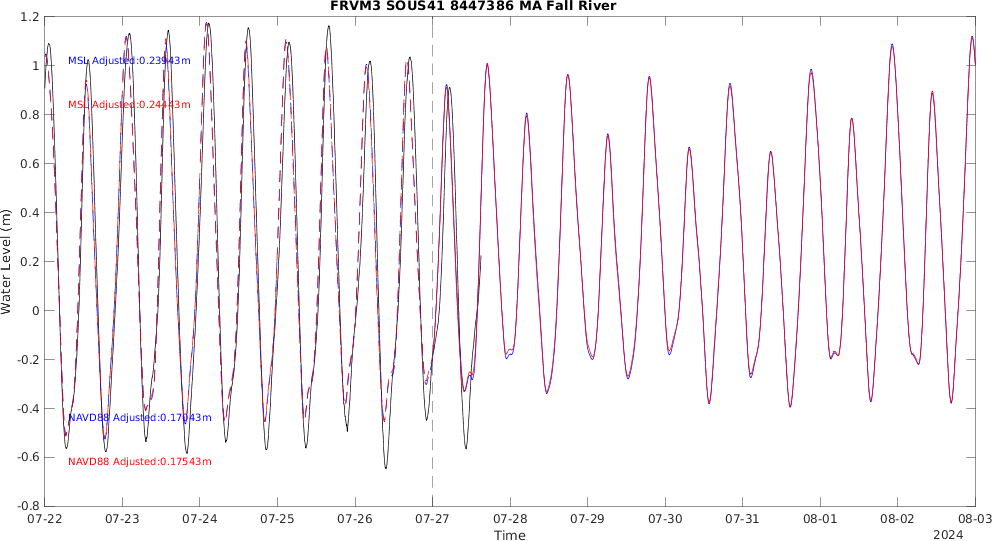 FRVM3 SOUS41 8447386 MA Fall River
1.2
1
0.8
0.6
0.4
0.2
0
-0.2
-0.4
-0.6
-0.8
Water Level (m)
MSL Adjusted:0.23943m
MSL Adjusted:0.24443m
NAVD88 Adjusted:0.17043m
NAVD88 Adjusted:0.17543m
07-22 07-23 07-24 07-25 07-26 07-27 07-28 07-29 07-30 07-31 08-01 08-02 08-03
Time
2024